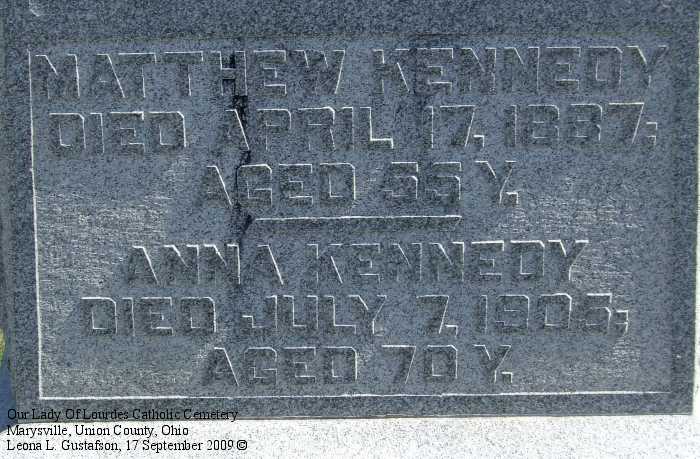 MATTHEW KENNEDY
DIED APRIL 17, 1887;
AGED 55 Y.
ANNA KENNEDY
DIED JULY 7, 1905;
AGED 70 Y.
Our Lady Of Lourdes Catholic Cemetery
Marysville, Union County, Ohio
Leona L. Gustafson, 17 September 2009 ©